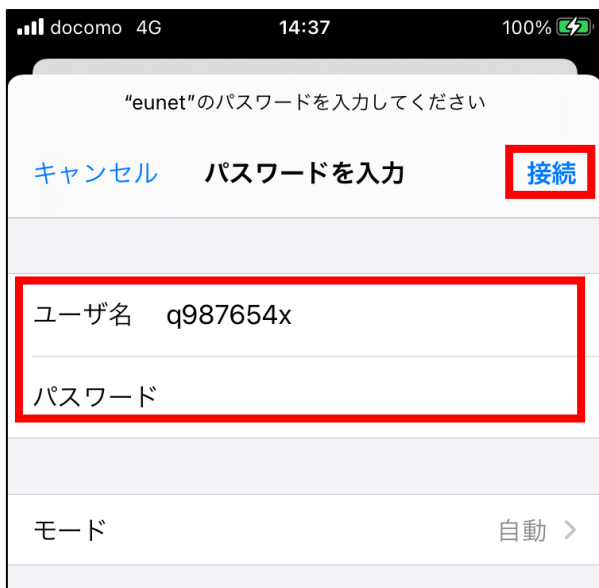 docomo 4G 14:37 100%
“eunet”のパスワードを入力してください
キャンセル パスワードを入力 接続
ユーザ名 q987654x
パスワード
モード 自動